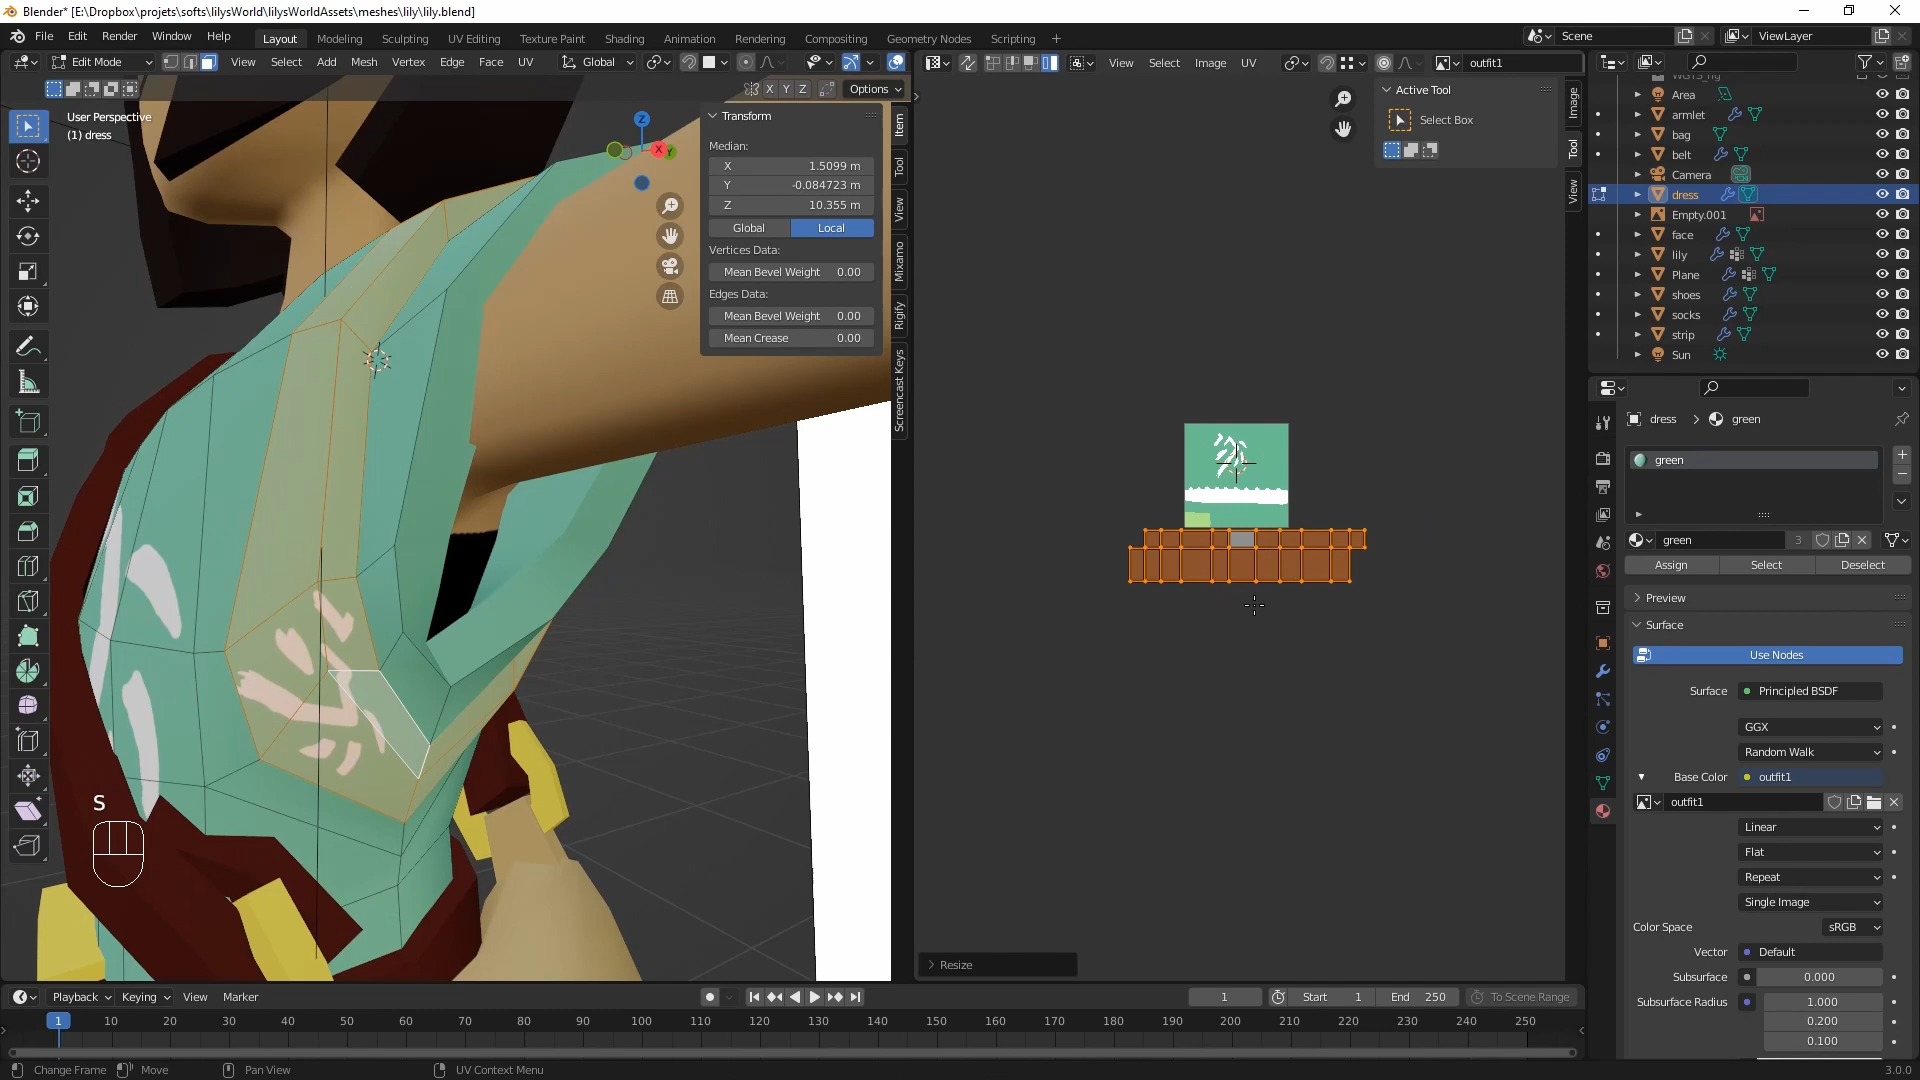 Blender* [E:\Dropbox\projets\softs\lilysWorld\lilysWorldAssets\meshes\lily\lily.blend]
File Edit Render Window Help Layout Modeling Sculpting UV Editing Texture Paint Shading Animation Rendering Compositing Geometry Nodes Scripting + Scene ViewLayer
Edit Mode View Select Add Mesh Vertex Edge Face UV Global View Select Image UV outfit1
X Y Z Options
User Perspective
(1) dress
Transform
Median:
X 1.5099 m
Y -0.084723 m
Z 10.355 m
Global Local
Vertices Data:
Mean Bevel Weight 0.00
Edges Data:
Mean Bevel Weight 0.00
Mean Crease 0.00
Item
Tool
View
Mixamo
Rigify
Screencast Keys
Z
X
Y
S
Active Tool
Select Box
Image
Tool
View
Resize
Area
armlet
bag
belt
Camera
dress
Empty.001
face
lily
Plane
shoes
socks
strip
Sun
dress > green
green
green 3
Assign Select Deselect
Preview
Surface
Use Nodes
Surface Principled BSDF
GGX
Random Walk
Base Color outfit1
outfit1
Linear
Flat
Repeat
Single Image
Color Space sRGB
Vector Default
Subsurface 0.000
Subsurface Radius 1.000
0.200
0.100
Playback Keying View Marker 1 Start 1 End 250 To Scene Range
1 10 20 30 40 50 60 70 80 90 100 110 120 130 140 150 160 170 180 190 200 210 220 230 240 250
Change Frame Move Pan View UV Context Menu 3.0.0